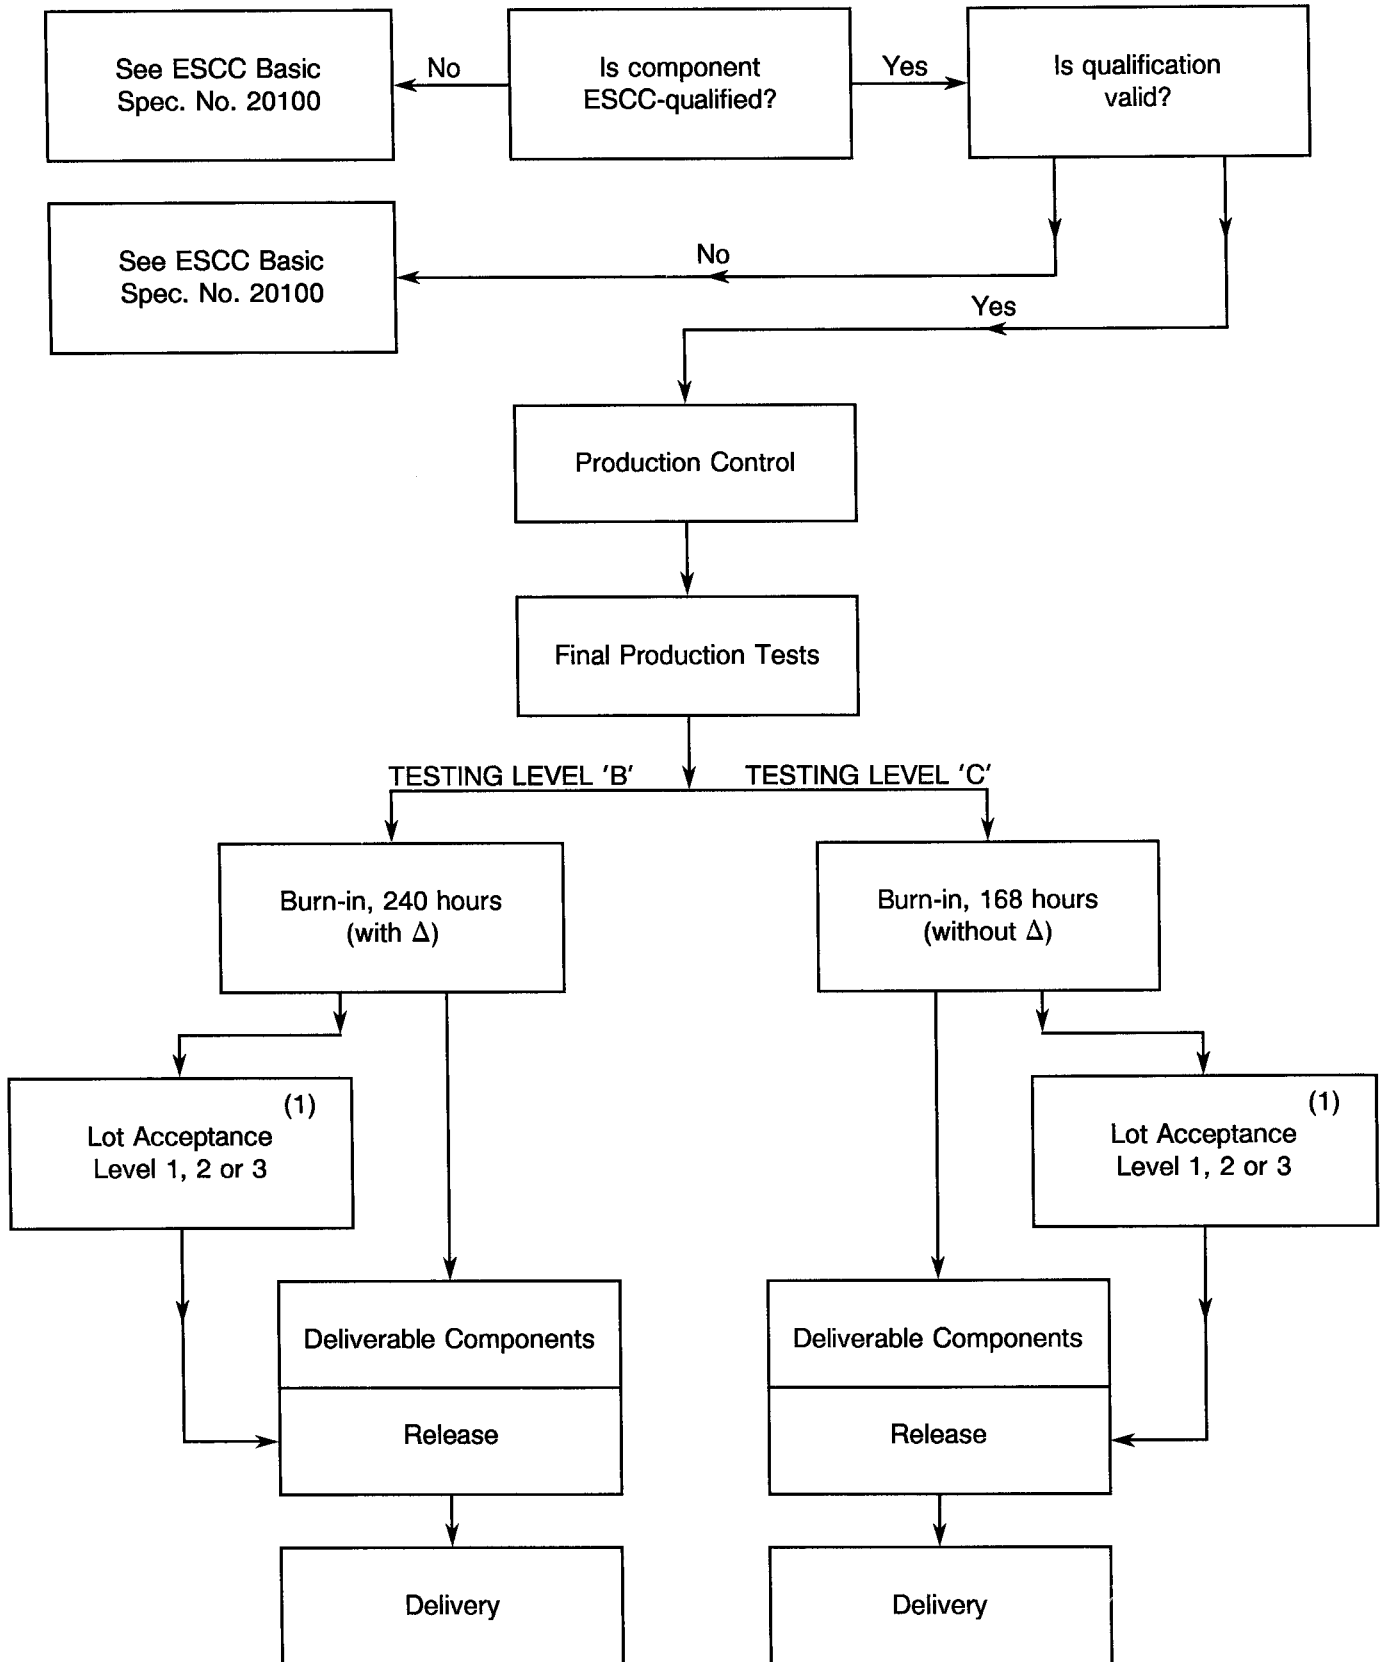 See ESCC Basic
Spec. No. 20100
No
Is component
ESCC-qualified?
Yes
Is qualification
valid?
See ESCC Basic
Spec. No. 20100
No
Yes
Production Control
Final Production Tests
TESTING LEVEL 'B'
TESTING LEVEL 'C'
Burn-in, 240 hours
(with Δ)
Burn-in, 168 hours
(without Δ)
(1)
Lot Acceptance
Level 1, 2 or 3
(1)
Lot Acceptance
Level 1, 2 or 3
Deliverable Components
Release
Deliverable Components
Release
Delivery
Delivery